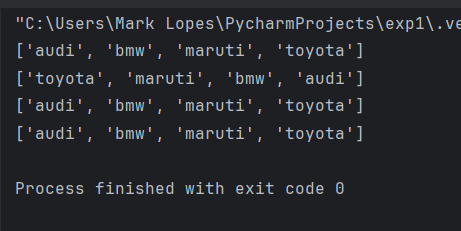 "C:\Users\Mark Lopes\PycharmProjects\exp1\.ve
['audi', 'bmw', 'maruti', 'toyota']
['toyota', 'maruti', 'bmw', 'audi']
['audi', 'bmw', 'maruti', 'toyota']
['audi', 'bmw', 'maruti', 'toyota']
Process finished with exit code 0